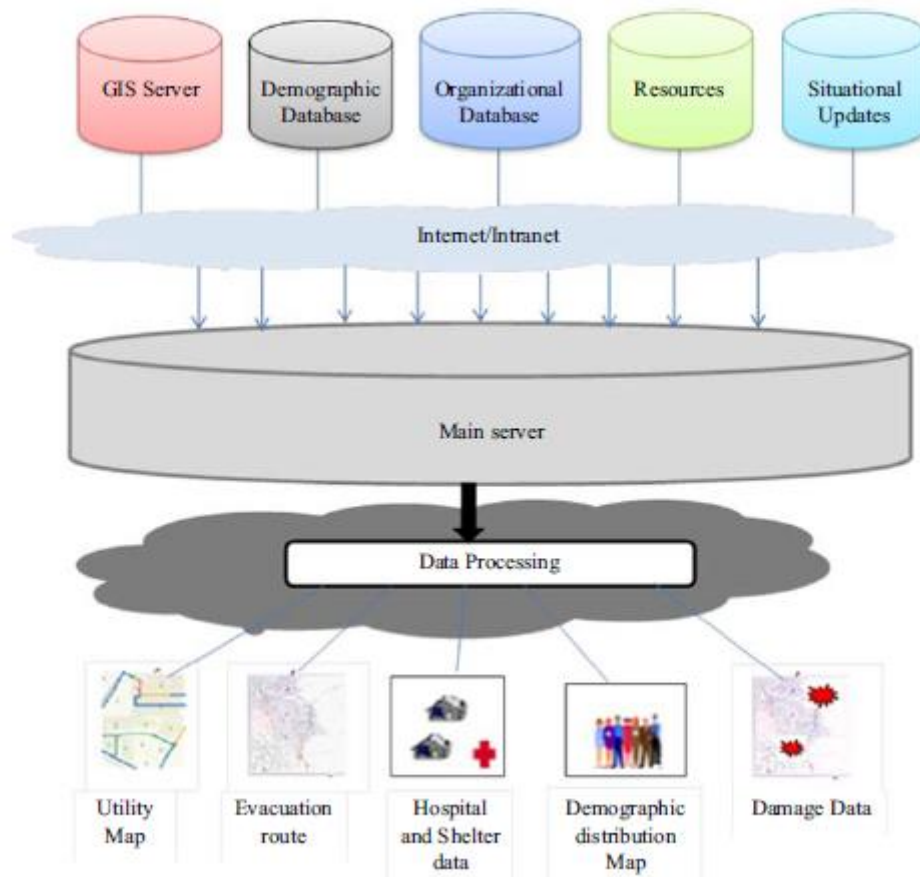 GIS Server
Demographic
Database
Organizational
Database
Resources
Situational
Updates
Internet/Intranet
Main server
Data Processing
Utility
Map
Evacuation
route
Hospital
and Shelter
data
Demographic
distribution
Map
Damage Data